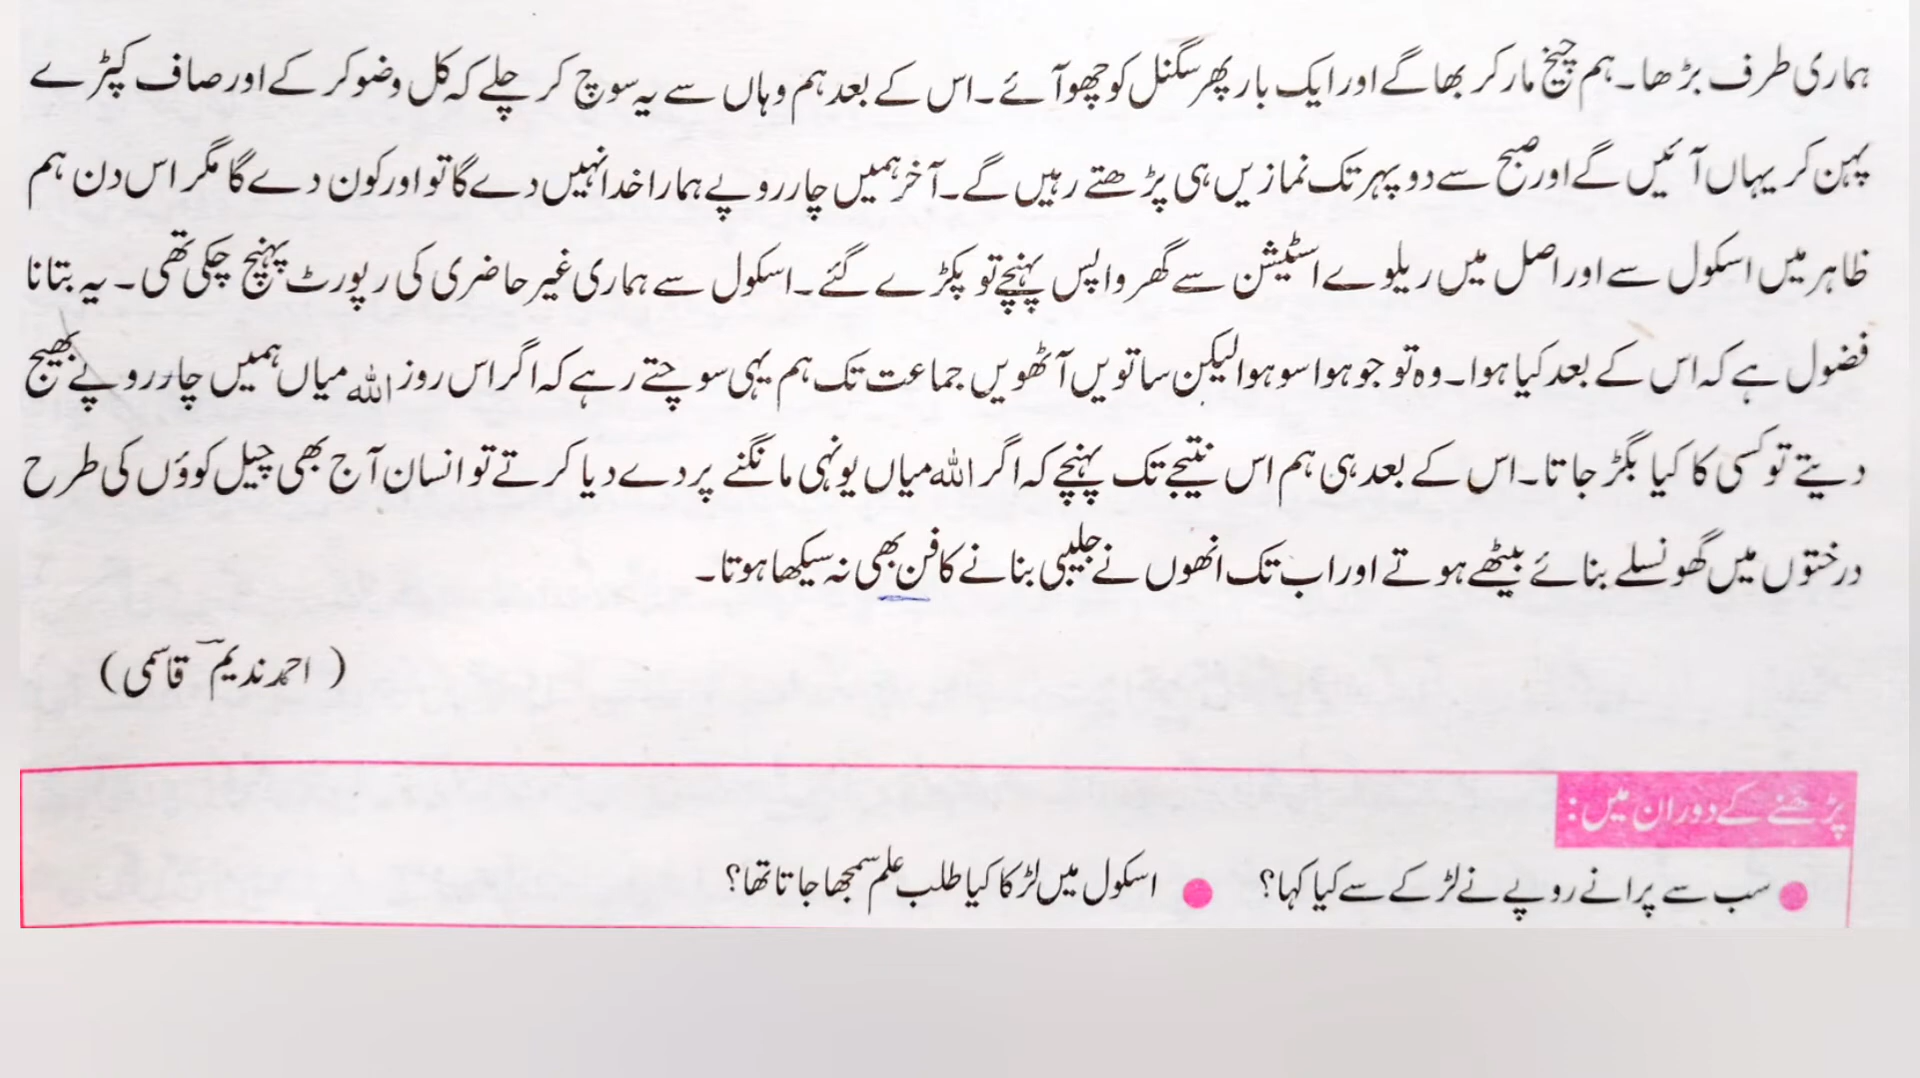 ہماری طرف بڑھا۔ ہم چیخ مار کر بھاگے اور ایک بار پھر سگنل کو چھو آئے۔ اس کے بعد ہم وہاں سے یہ سوچ کر چلے کہ کل وضو کر کے اور صاف کپڑے
پہن کر یہاں آئیں گے اور صبح سے دوپہر تک نمازیں ہی پڑھتے رہیں گے۔ آخر ہمیں چار روپے ہمارا خدا نہیں دے گا تو اور کون دے گا مگر اس دن ہم
ظاہر میں اسکول سے اور اصل میں ریلوے اسٹیشن سے گھر واپس پہنچے تو پکڑے گئے۔ اسکول سے ہماری غیر حاضری کی رپورٹ پہنچ چکی تھی۔ یہ بتانا
فضول ہے کہ اس کے بعد کیا ہوا۔ وہ تو جو ہوا سو ہوا لیکن ساتویں آٹھویں جماعت تک ہم یہی سوچتے رہے کہ اگر اس روز اللہ میاں ہمیں چار روپے بھیج
دیتے تو کسی کا کیا بگڑ جاتا۔ اس کے بعد ہی ہم اس نتیجے تک پہنچے کہ اگر اللہ میاں یونہی مانگنے پر دے دیا کرتے تو انسان آج بھی چیل کوؤں کی طرح
درختوں میں گھونسلے بنائے بیٹھے ہوتے اور اب تک انھوں نے جلیبی بنانے کا فن بھی نہ سیکھا ہوتا۔
(احمد ندیمؔ قاسمی)
پڑھنے کے دوران میں:
● سب سے پرانے روپے نے لڑکے سے کیا کہا؟ ● اسکول میں لڑکا کیا طلب علم سمجھا جاتا تھا؟